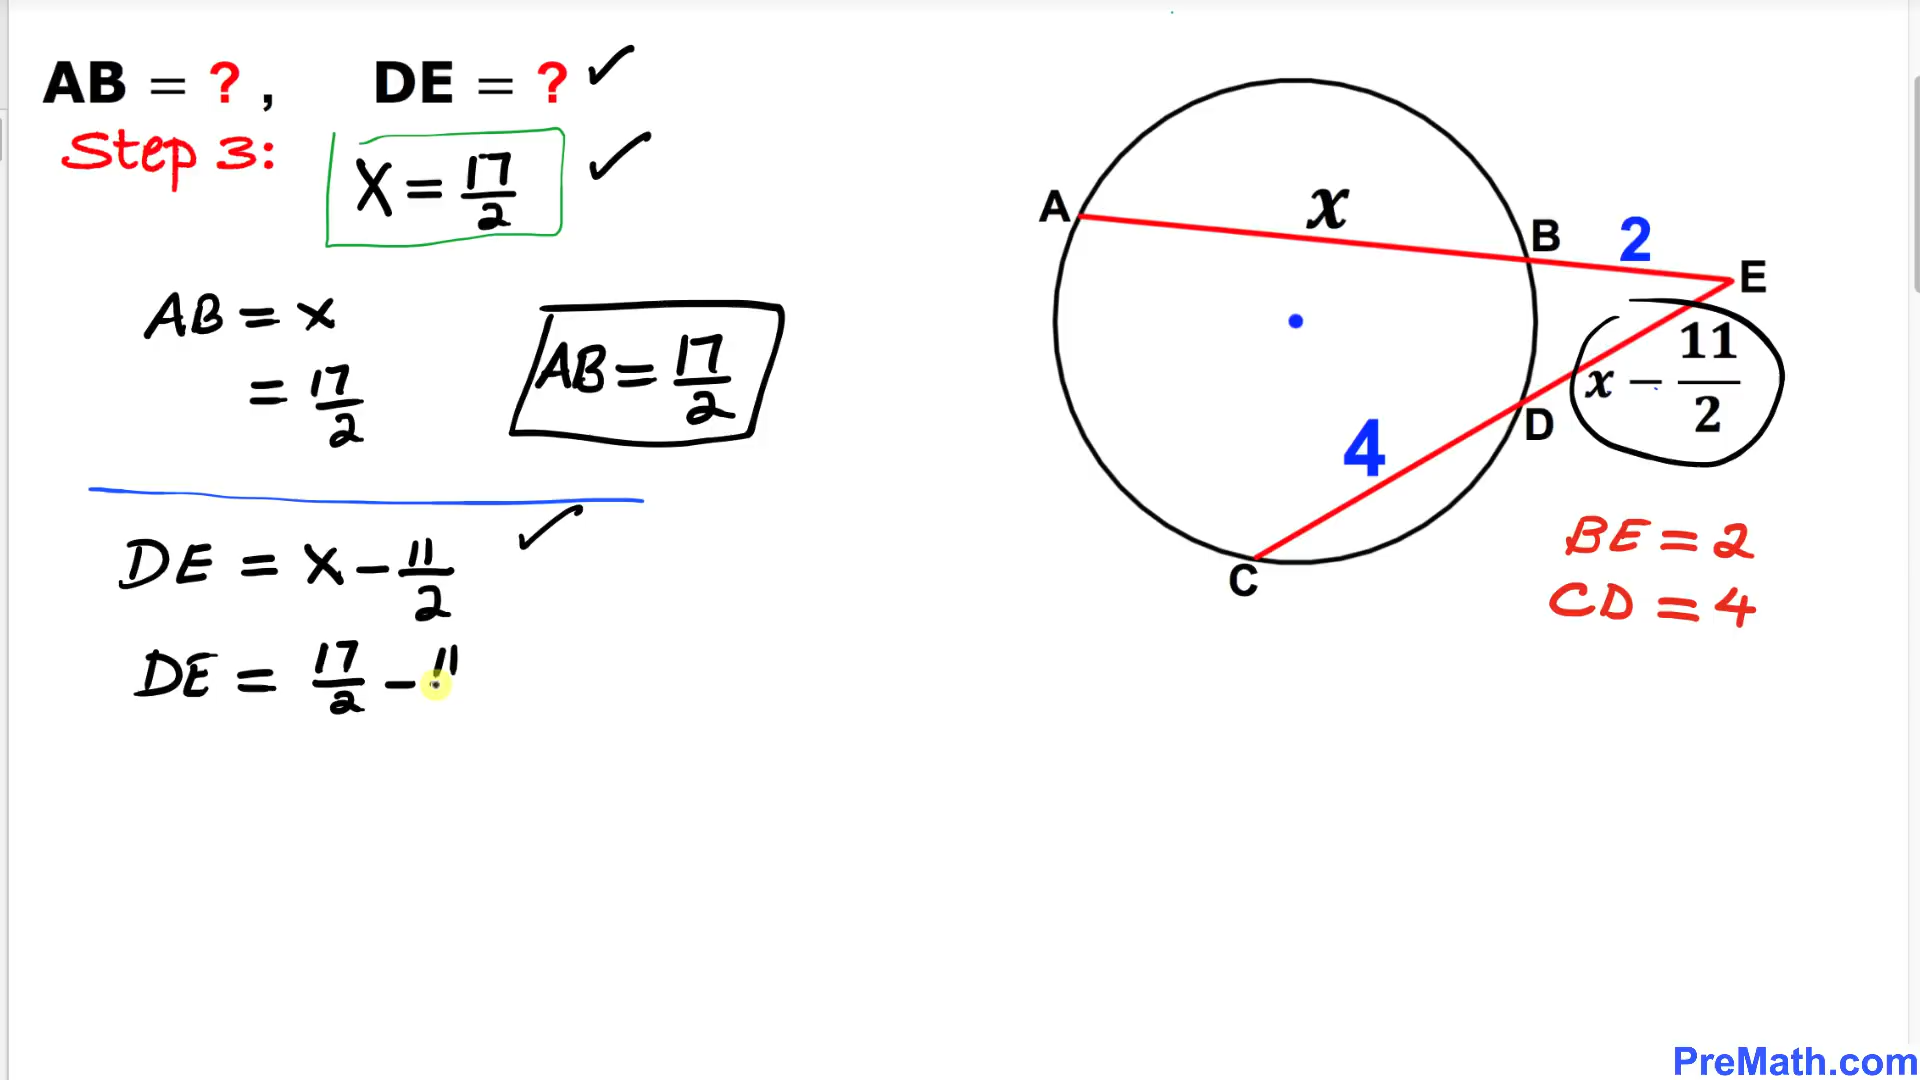 AB = ? , DE = ? ✓
Step 3:
X = 17/2 ✓
AB = x
= 17/2
AB = 17/2
DE = x - 11/2 ✓
DE = 17/2 - 11
A
x
B
2
E
x - 11/2
D
4
C
BE = 2
CD = 4
PreMath.com